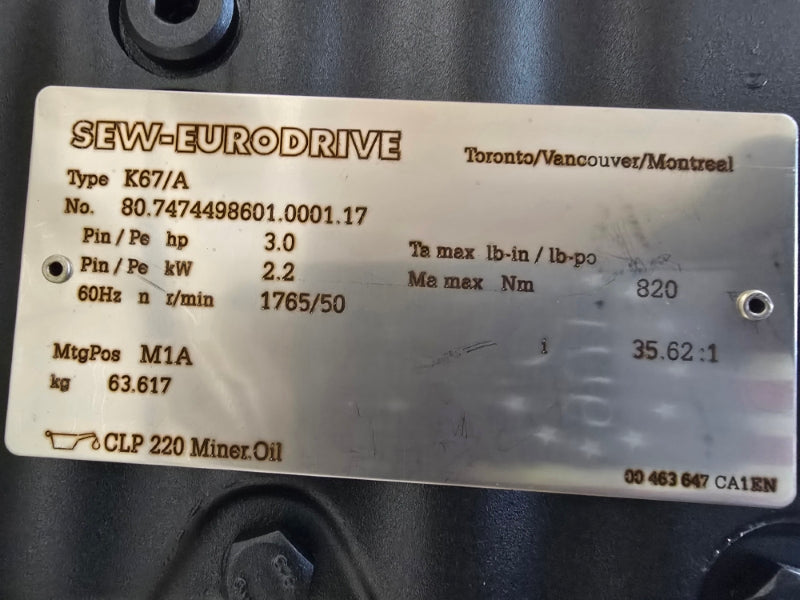 SEW-EURODRIVE
Toronto/Vancouver/Montreal
Type K67/A
No. 80.7474498601.0001.17
Pin / Pe hp 3.0
Ta max lb-in / lb-po
Pin / Pe kW 2.2
Ma max Nm 820
60Hz n r/min 1765/50
MtgPos M1A
i 35.62 :1
kg 63.617
CLP 220 Miner.Oil
00 463 647 CA1EN